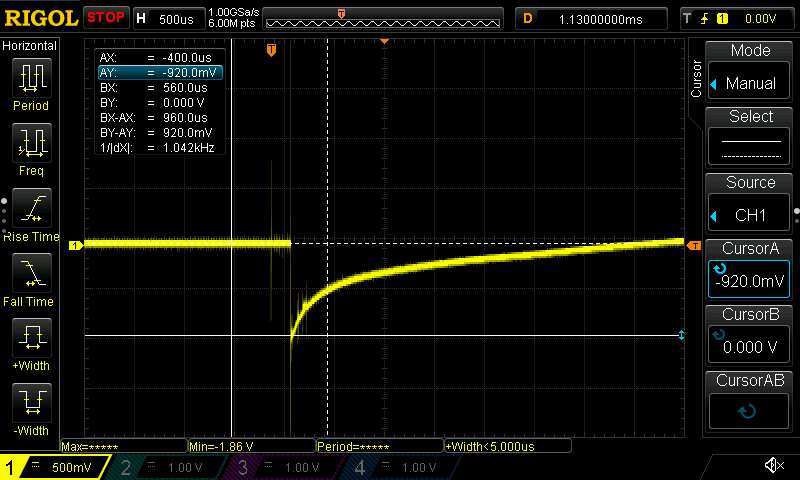 RIGOL STOP H 500us 1.00GSa/s 6.00M pts T D 1.13000000ms T 1 0.00V
Horizontal
Period
Freq
Rise Time
Fall Time
+Width
-Width
T
AX: = -400.0us
AY: = -920.0mV
BX: = 560.0us
BY: = 0.000 V
BX-AX: = 960.0us
BY-AY: = 920.0mV
1/|dX|: = 1.042kHz
1
T
Cursor
Mode
Manual
Select
Source
CH1
CursorA
-920.0mV
CursorB
0.000 V
CursorAB
Max=***** Min=-1.86 V Period=***** +Width<5.000us
1 = 500mV 2 = 1.00 V 3 = 1.00 V 4 = 1.00 V